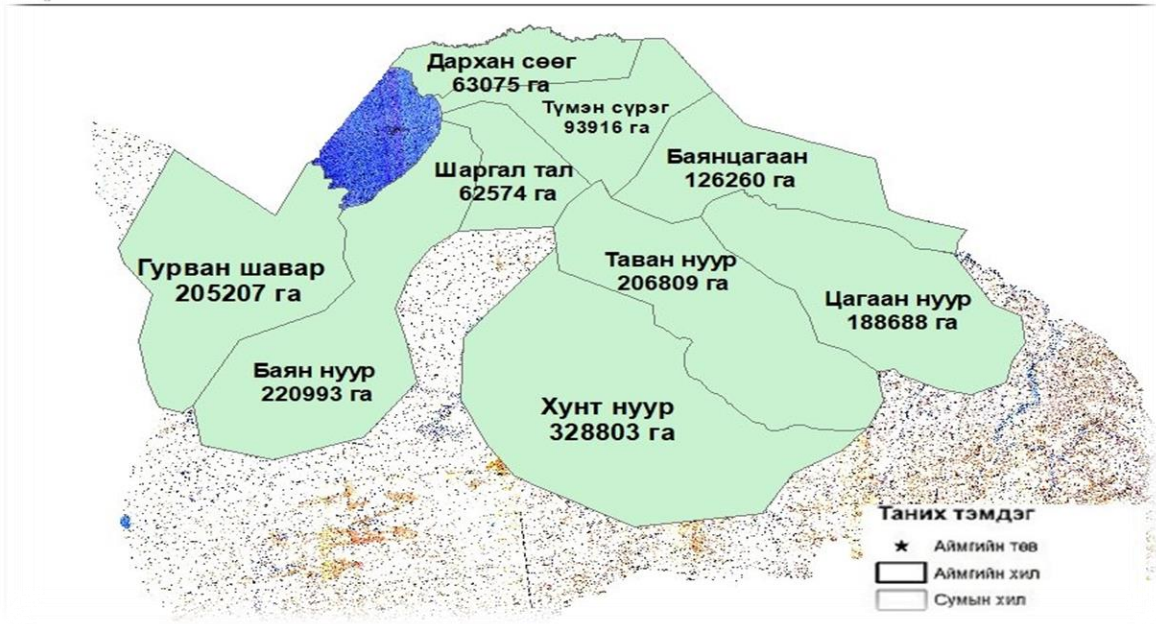 Дархан сөөг
63075 га
Түмэн сүрэг
93916 га
Баянцагаан
126260 га
Шаргал тал
62574 га
Гурван шавар
205207 га
Таван нуур
206809 га
Цагаан нуур
188688 га
Баян нуур
220993 га
Хунт нуур
328803 га
Таних тэмдэг
Аймгийн төв
Аймгийн хил
Сумын хил